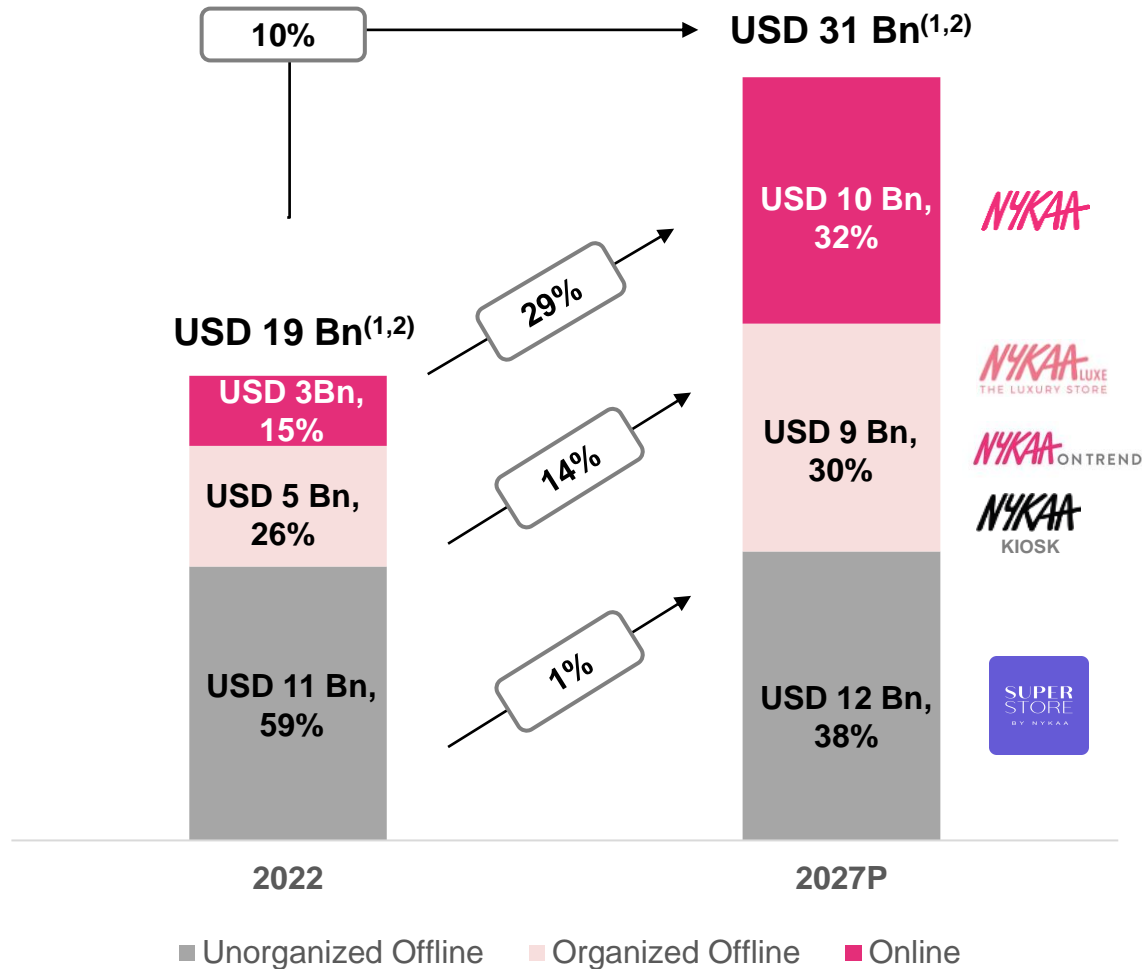 10%
USD 31 Bn(1,2)
USD 10 Bn,
32%
NYKAA
29%
USD 19 Bn(1,2)
USD 3Bn,
15%
NYKAA LUXE
THE LUXURY STORE
USD 9 Bn,
30%
14%
NYKAA ON TREND
USD 5 Bn,
26%
NYKAA
KIOSK
1%
USD 11 Bn,
59%
USD 12 Bn,
38%
SUPER
STORE
BY NYKAA
2022
2027P
Unorganized Offline
Organized Offline
Online